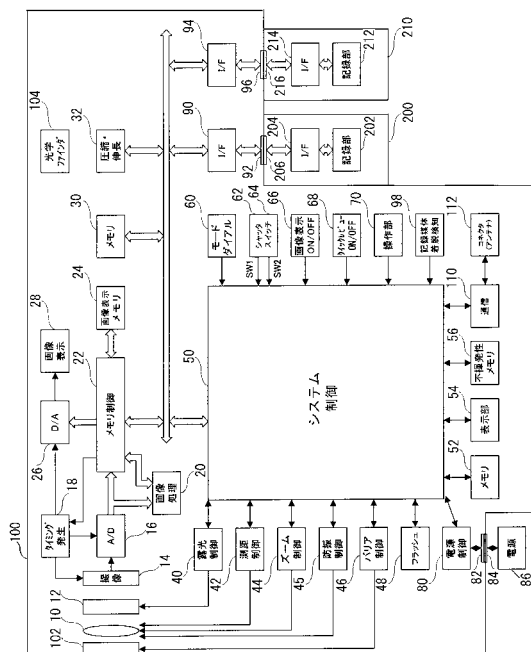 100
104
光学
ファインダ
32
圧縮・
伸長
94
I/F
96
216
214
I/F
記録部
212
210
90
I/F
92
206
204
I/F
記録部
202
200
30
メモリ
24
画像表示
メモリ
28
画像
表示
22
メモリ制御
D/A
26
18
タイミング
発生
A/D
16
画像
処理
20
撮像
14
12
10
102
60
モード
ダイアル
62
64
シャッタ
スイッチ
SW1
SW2
66
画像表示
ON/OFF
68
クイックレビュー
ON/OFF
70
操作部
98
記録媒体
着脱検知
50
システム
制御
112
コネクタ
(アンテナ)
110
通信
56
不揮発性
メモリ
54
表示部
52
メモリ
露光
制御
40
測距
制御
42
ズーム
制御
44
防振
制御
45
バリア
制御
46
フラッシュ
48
電源
制御
80
82
84
電源
86